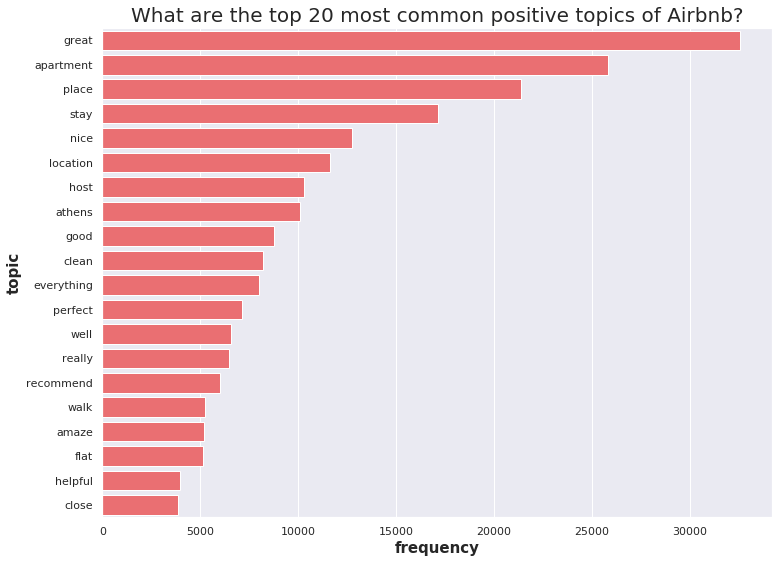 What are the top 20 most common positive topics of Airbnb?
great
apartment
place
stay
nice
location
host
athens
good
clean
everything
perfect
well
really
recommend
walk
amaze
flat
helpful
close
topic
0 5000 10000 15000 20000 25000 30000
frequency